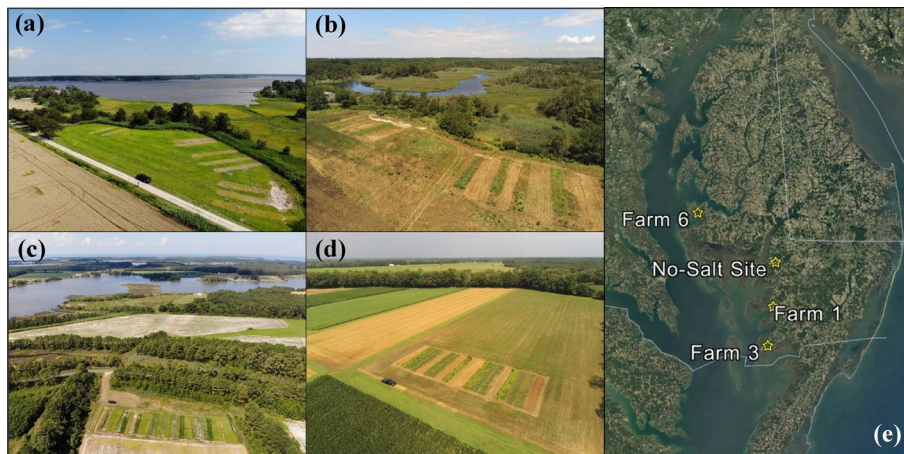 (a)
(b)
(c)
(d)
Farm 6
No-Salt Site
Farm 1
Farm 3
(e)